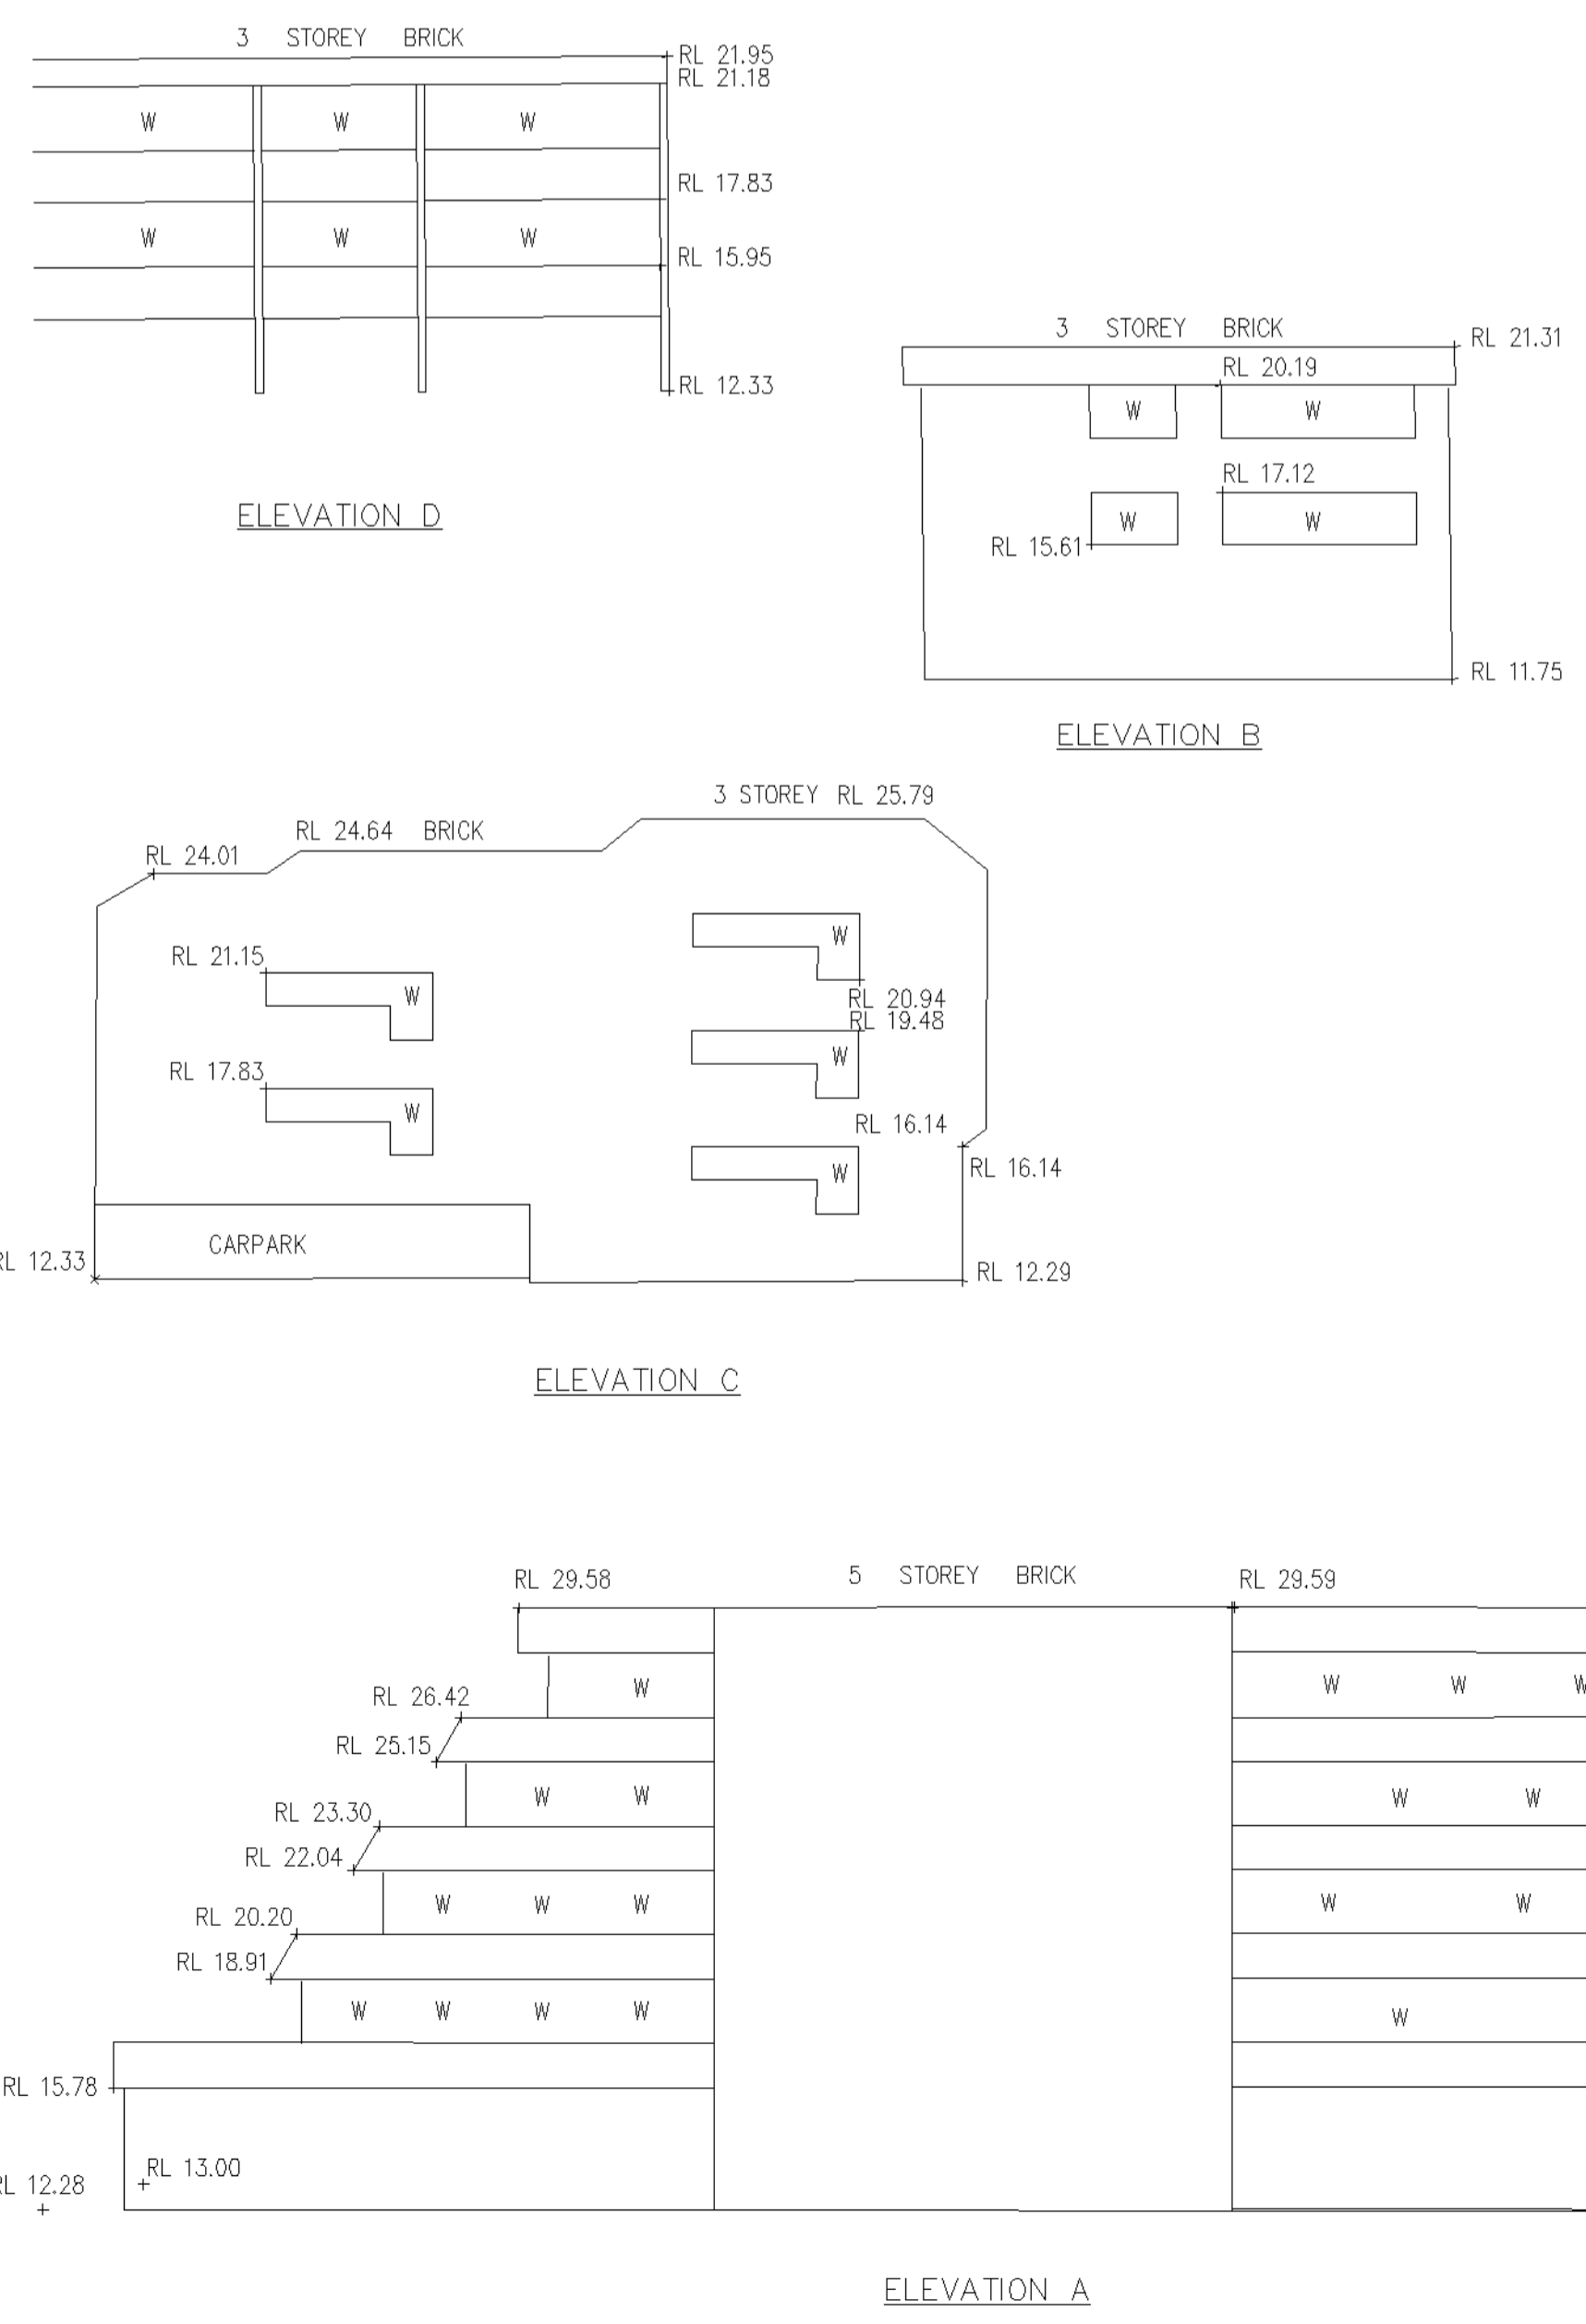 3 STOREY BRICK
RL 21.95
RL 21.18
W W W
RL 17.83
W W W
RL 15.95
RL 12.33
ELEVATION D
3 STOREY BRICK
RL 21.31
RL 20.19
W W
RL 17.12
W W
RL 15.61
RL 11.75
ELEVATION B
3 STOREY RL 25.79
RL 24.64 BRICK
RL 24.01
W
RL 21.15
W
RL 20.94
RL 19.48
W
RL 17.83
W
RL 16.14
W
RL 16.14
CARPARK
RL 12.33
RL 12.29
ELEVATION C
RL 29.58
5 STOREY BRICK
RL 29.59
W W W W
RL 26.42
RL 25.15
W W W W
RL 23.30
RL 22.04
W W W W W
RL 20.20
RL 18.91
W W W W W
RL 15.78
RL 13.00
RL 12.28
ELEVATION A